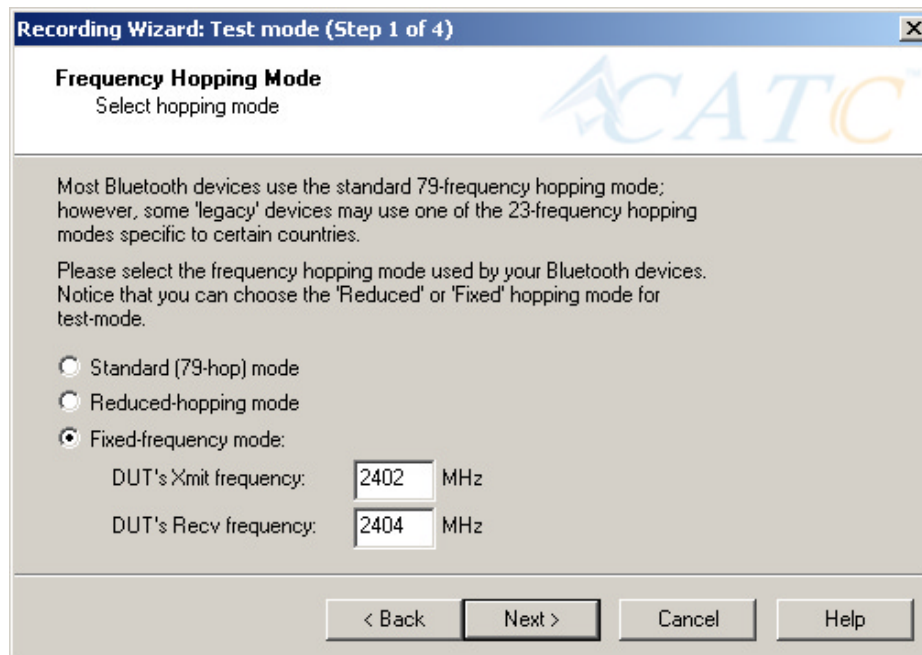 Recording Wizard: Test mode (Step 1 of 4)
Frequency Hopping Mode
Select hopping mode
CATC
Most Bluetooth devices use the standard 79-frequency hopping mode;
however, some 'legacy' devices may use one of the 23-frequency hopping
modes specific to certain countries.
Please select the frequency hopping mode used by your Bluetooth devices.
Notice that you can choose the 'Reduced' or 'Fixed' hopping mode for
test-mode.
Standard (79-hop) mode
Reduced-hopping mode
Fixed-frequency mode:
DUT's Xmit frequency: 2402 MHz
DUT's Recv frequency: 2404 MHz
< Back Next > Cancel Help